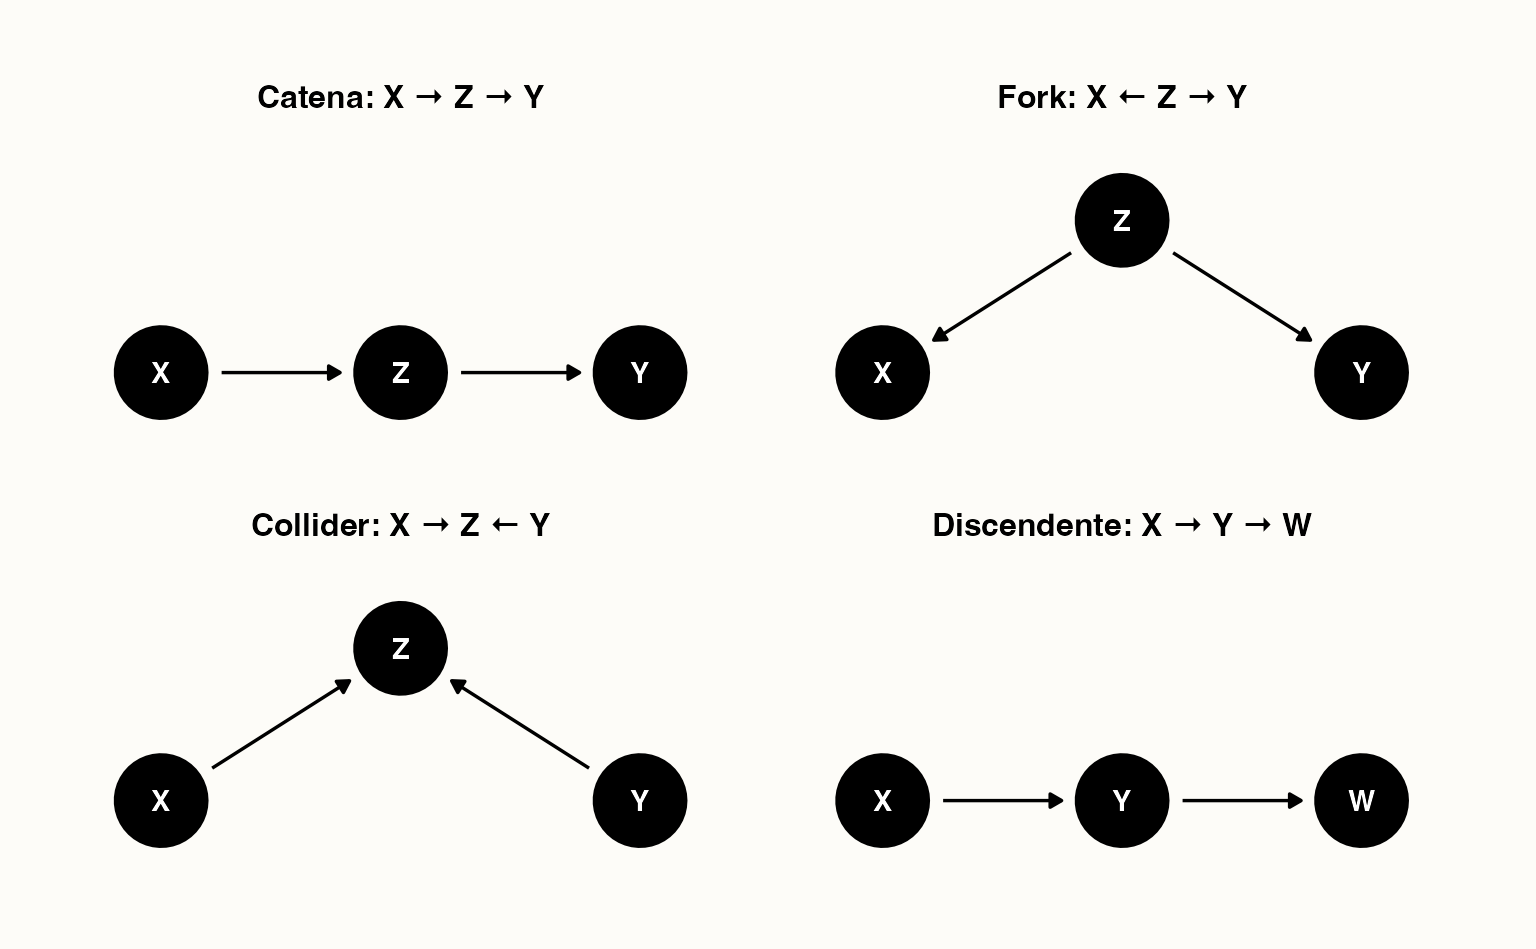 Catena: X → Z → Y
X
Z
Y
Fork: X ← Z → Y
Z
X
Y
Collider: X → Z ← Y
Z
X
Y
Discendente: X → Y → W
X
Y
W